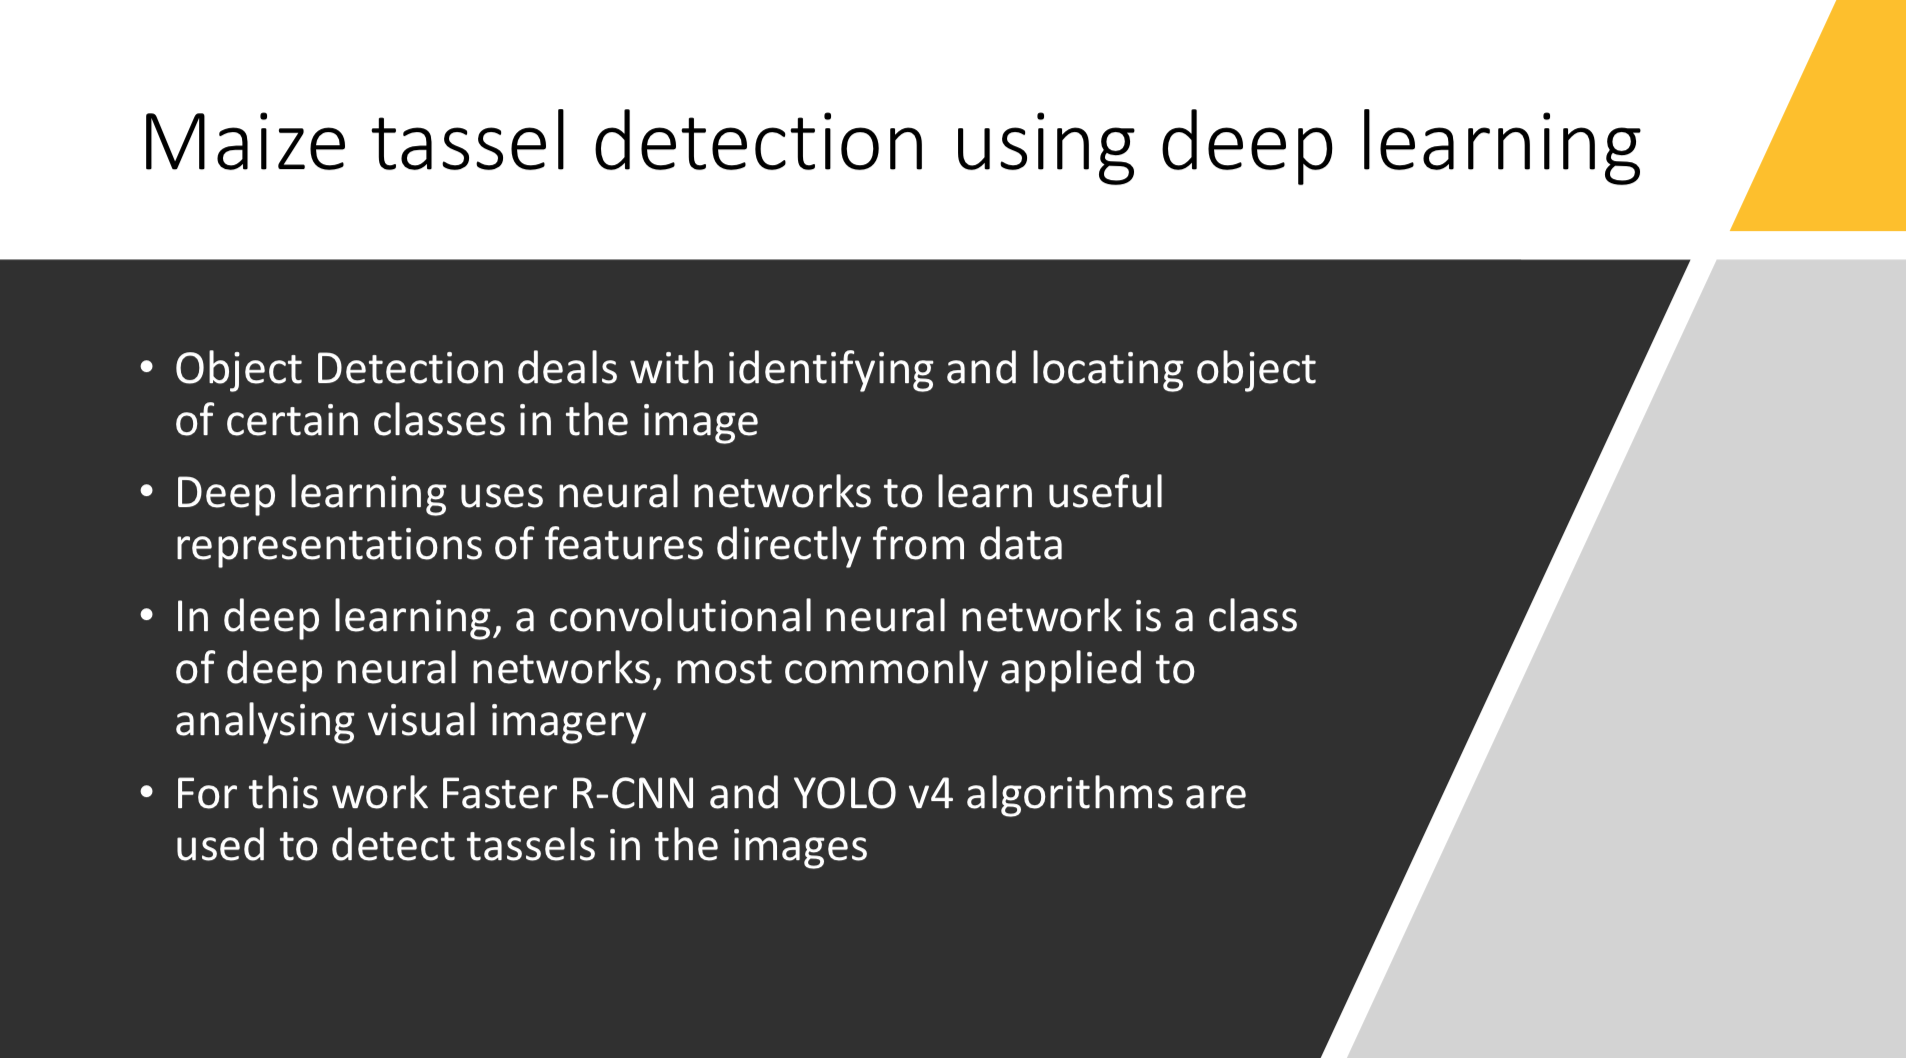 Maize tassel detection using deep learning
• Object Detection deals with identifying and locating object
of certain classes in the image
• Deep learning uses neural networks to learn useful
representations of features directly from data
• In deep learning, a convolutional neural network is a class
of deep neural networks, most commonly applied to
analysing visual imagery
• For this work Faster R-CNN and YOLO v4 algorithms are
used to detect tassels in the images